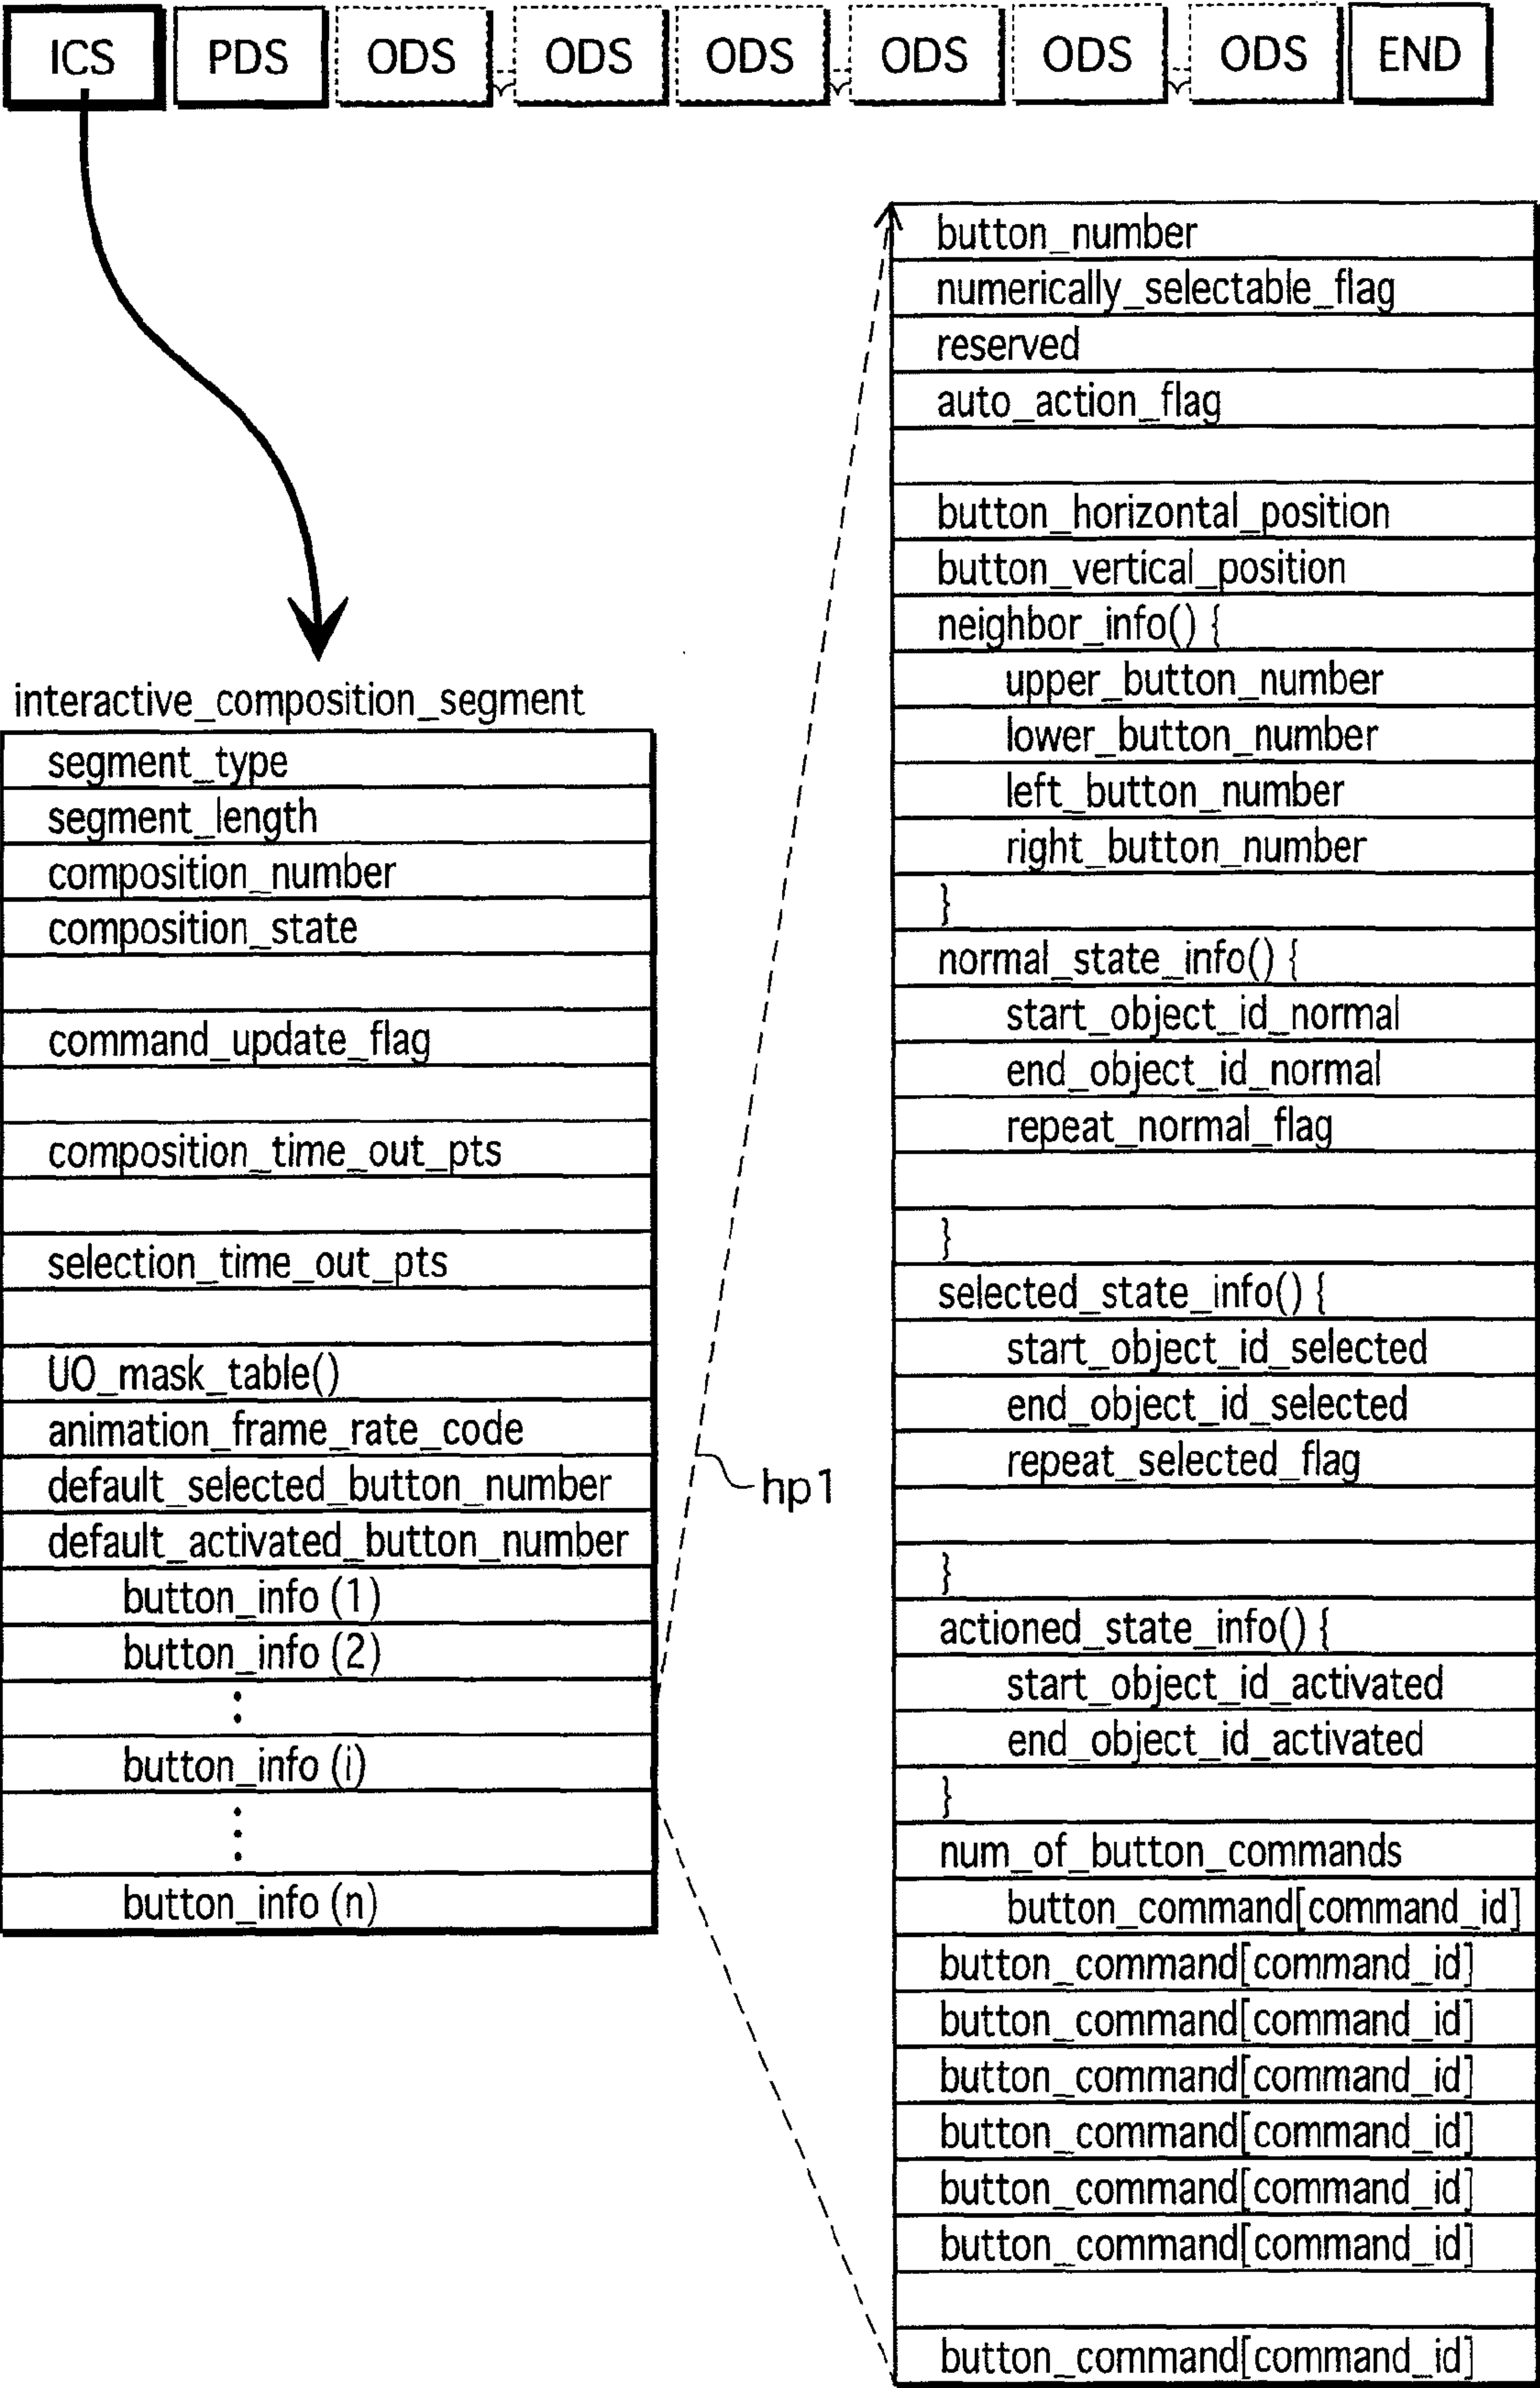 ICS PDS ODS ODS ODS ODS ODS ODS END
interactive_composition_segment
segment_type
segment_length
composition_number
composition_state
command_update_flag
composition_time_out_pts
selection_time_out_pts
UO_mask_table()
animation_frame_rate_code
default_selected_button_number
default_activated_button_number
button_info (1)
button_info (2)
button_info (i)
button_info (n)
hp1
button_number
numerically_selectable_flag
reserved
auto_action_flag
button_horizontal_position
button_vertical_position
neighbor_info() {
upper_button_number
lower_button_number
left_button_number
right_button_number
}
normal_state_info() {
start_object_id_normal
end_object_id_normal
repeat_normal_flag
}
selected_state_info() {
start_object_id_selected
end_object_id_selected
repeat_selected_flag
}
actioned_state_info() {
start_object_id_activated
end_object_id_activated
}
num_of_button_commands
button_command[command_id]
button_command[command_id]
button_command[command_id]
button_command[command_id]
button_command[command_id]
button_command[command_id]
button_command[command_id]
button_command[command_id]